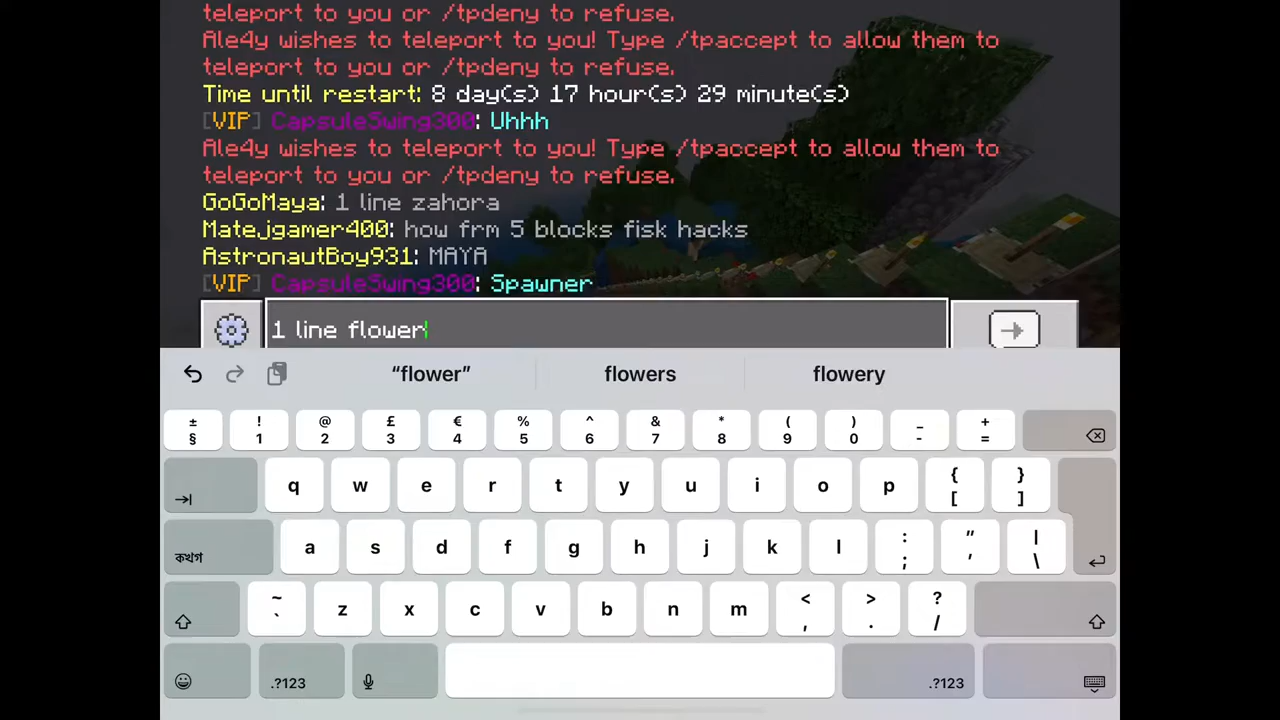 teleport to you or /tpdeny to refuse.
Ale4y wishes to teleport to you! Type /tpaccept to allow them to
teleport to you or /tpdeny to refuse.
Time until restart: 8 day(s) 17 hour(s) 29 minute(s)
[VIP] CapsuleSwing300: Uhhh
Ale4y wishes to teleport to you! Type /tpaccept to allow them to
teleport to you or /tpdeny to refuse.
GoGoMaya: 1 line zahora
Matejgamer400: how frm 5 blocks fisk hacks
AstronautBoy931: MAYA
[VIP] CapsuleSwing300: Spawner
1 line flower
“flower” flowers flowery
± ! @ £ € % ^ & * ( ) _ +
§ 1 2 3 4 5 6 7 8 9 0 - =
q w e r t y u i o p { [ } ]
কখগ a s d f g h j k l : ; " ' | \
~ ` z x c v b n m < , > . ? /
.?123 .?123